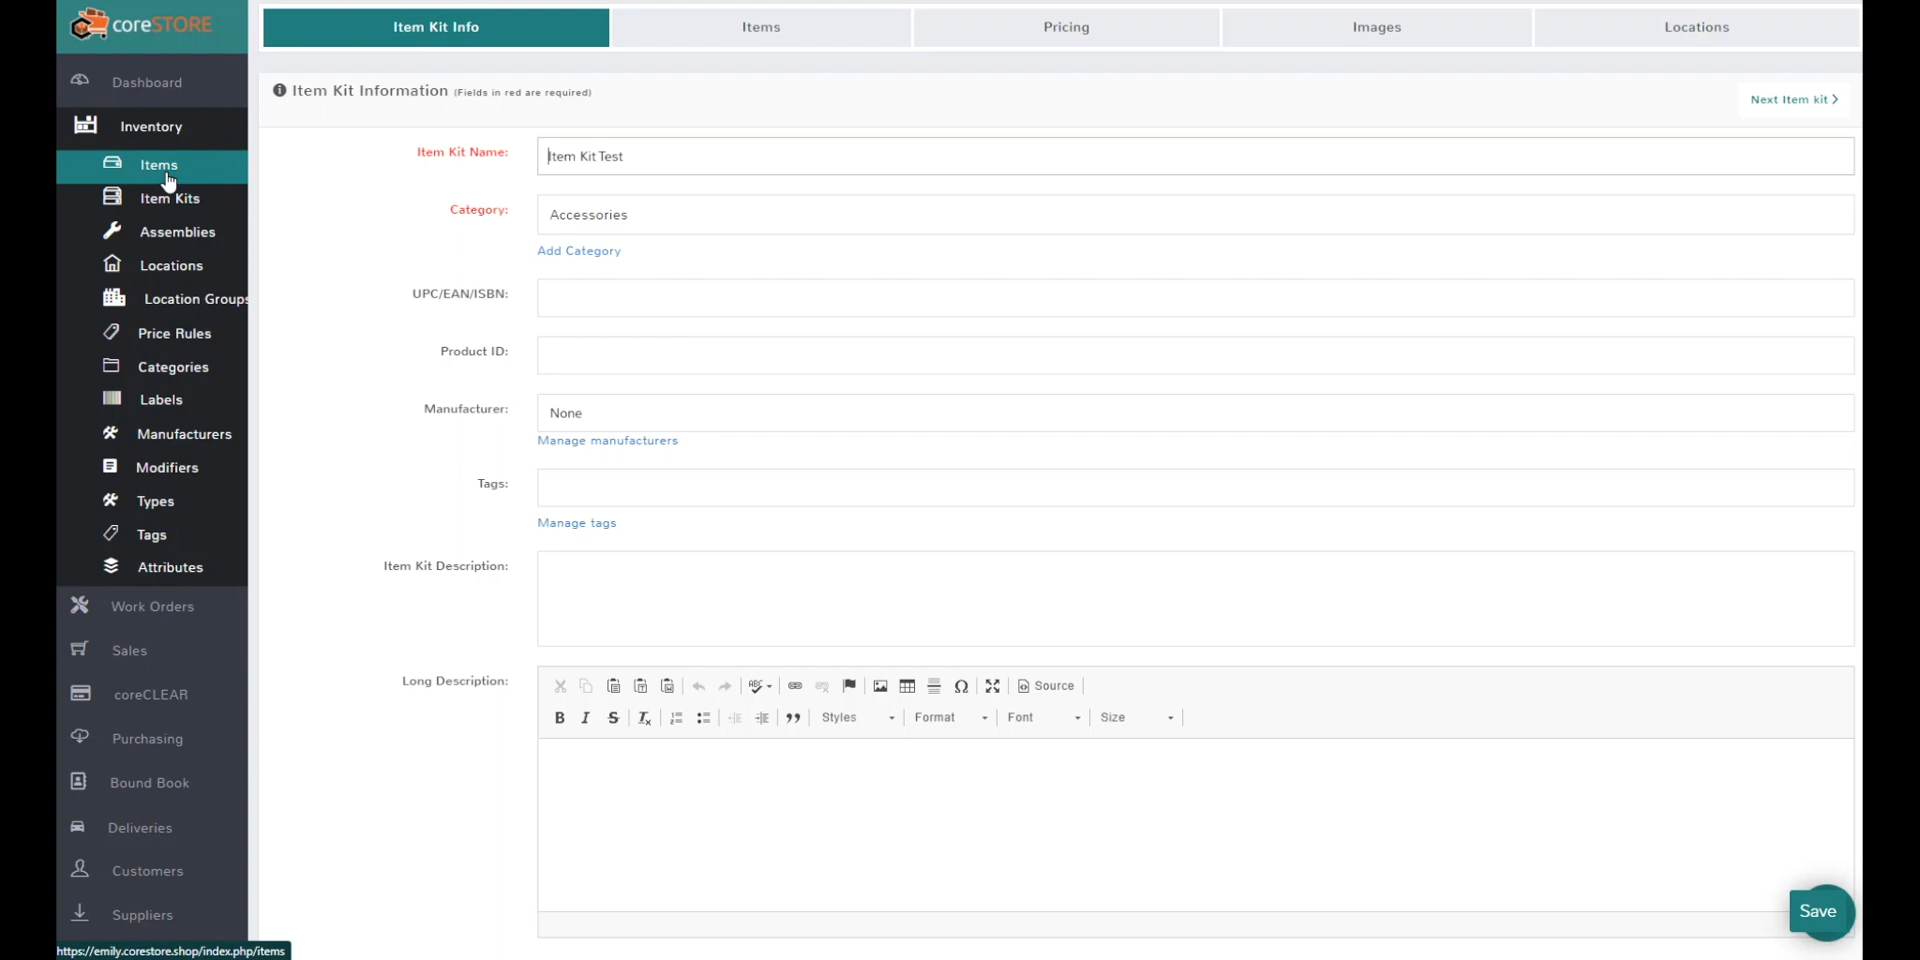 coreSTORE
Dashboard
Inventory
Items
Item Kits
Assemblies
Locations
Location Groups
Price Rules
Categories
Labels
Manufacturers
Modifiers
Types
Tags
Attributes
Work Orders
Sales
coreCLEAR
Purchasing
Bound Book
Deliveries
Customers
Suppliers
https://emily.corestore.shop/index.php/items
Item Kit Info Items Pricing Images Locations
Item Kit Information (Fields in red are required)
Next Item kit
Item Kit Name: Item Kit Test
Category: Accessories
Add Category
UPC/EAN/ISBN:
Product ID:
Manufacturer: None
Manage manufacturers
Tags:
Manage tags
Item Kit Description:
Long Description:
ABC Source
B I S Tx Styles Format Font Size
Save